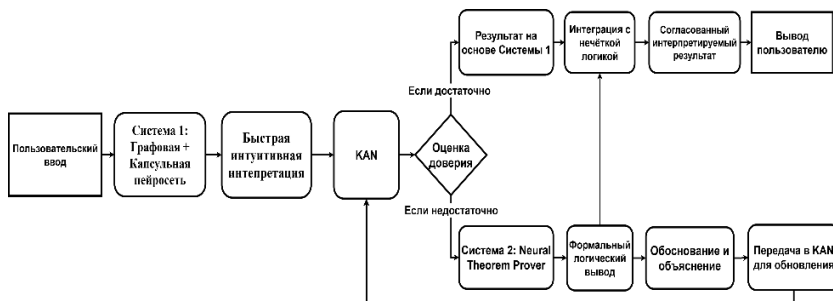 Результат на
основе Системы 1
Интеграция с
нечёткой
логикой
Согласованный
интерпретируемый
результат
Вывод
пользователю
Если достаточно
Пользовательский
ввод
Система 1:
Графовая +
Капсульная
пейросеть
Быстрая
интуитивная
интепретация
KAN
Оценка
доверия
Если недостаточно
Система 2: Neural
Theorem Prover
Формальный
логический
вывод
Обоснование и
объяснение
Передача в KAN
для обновления